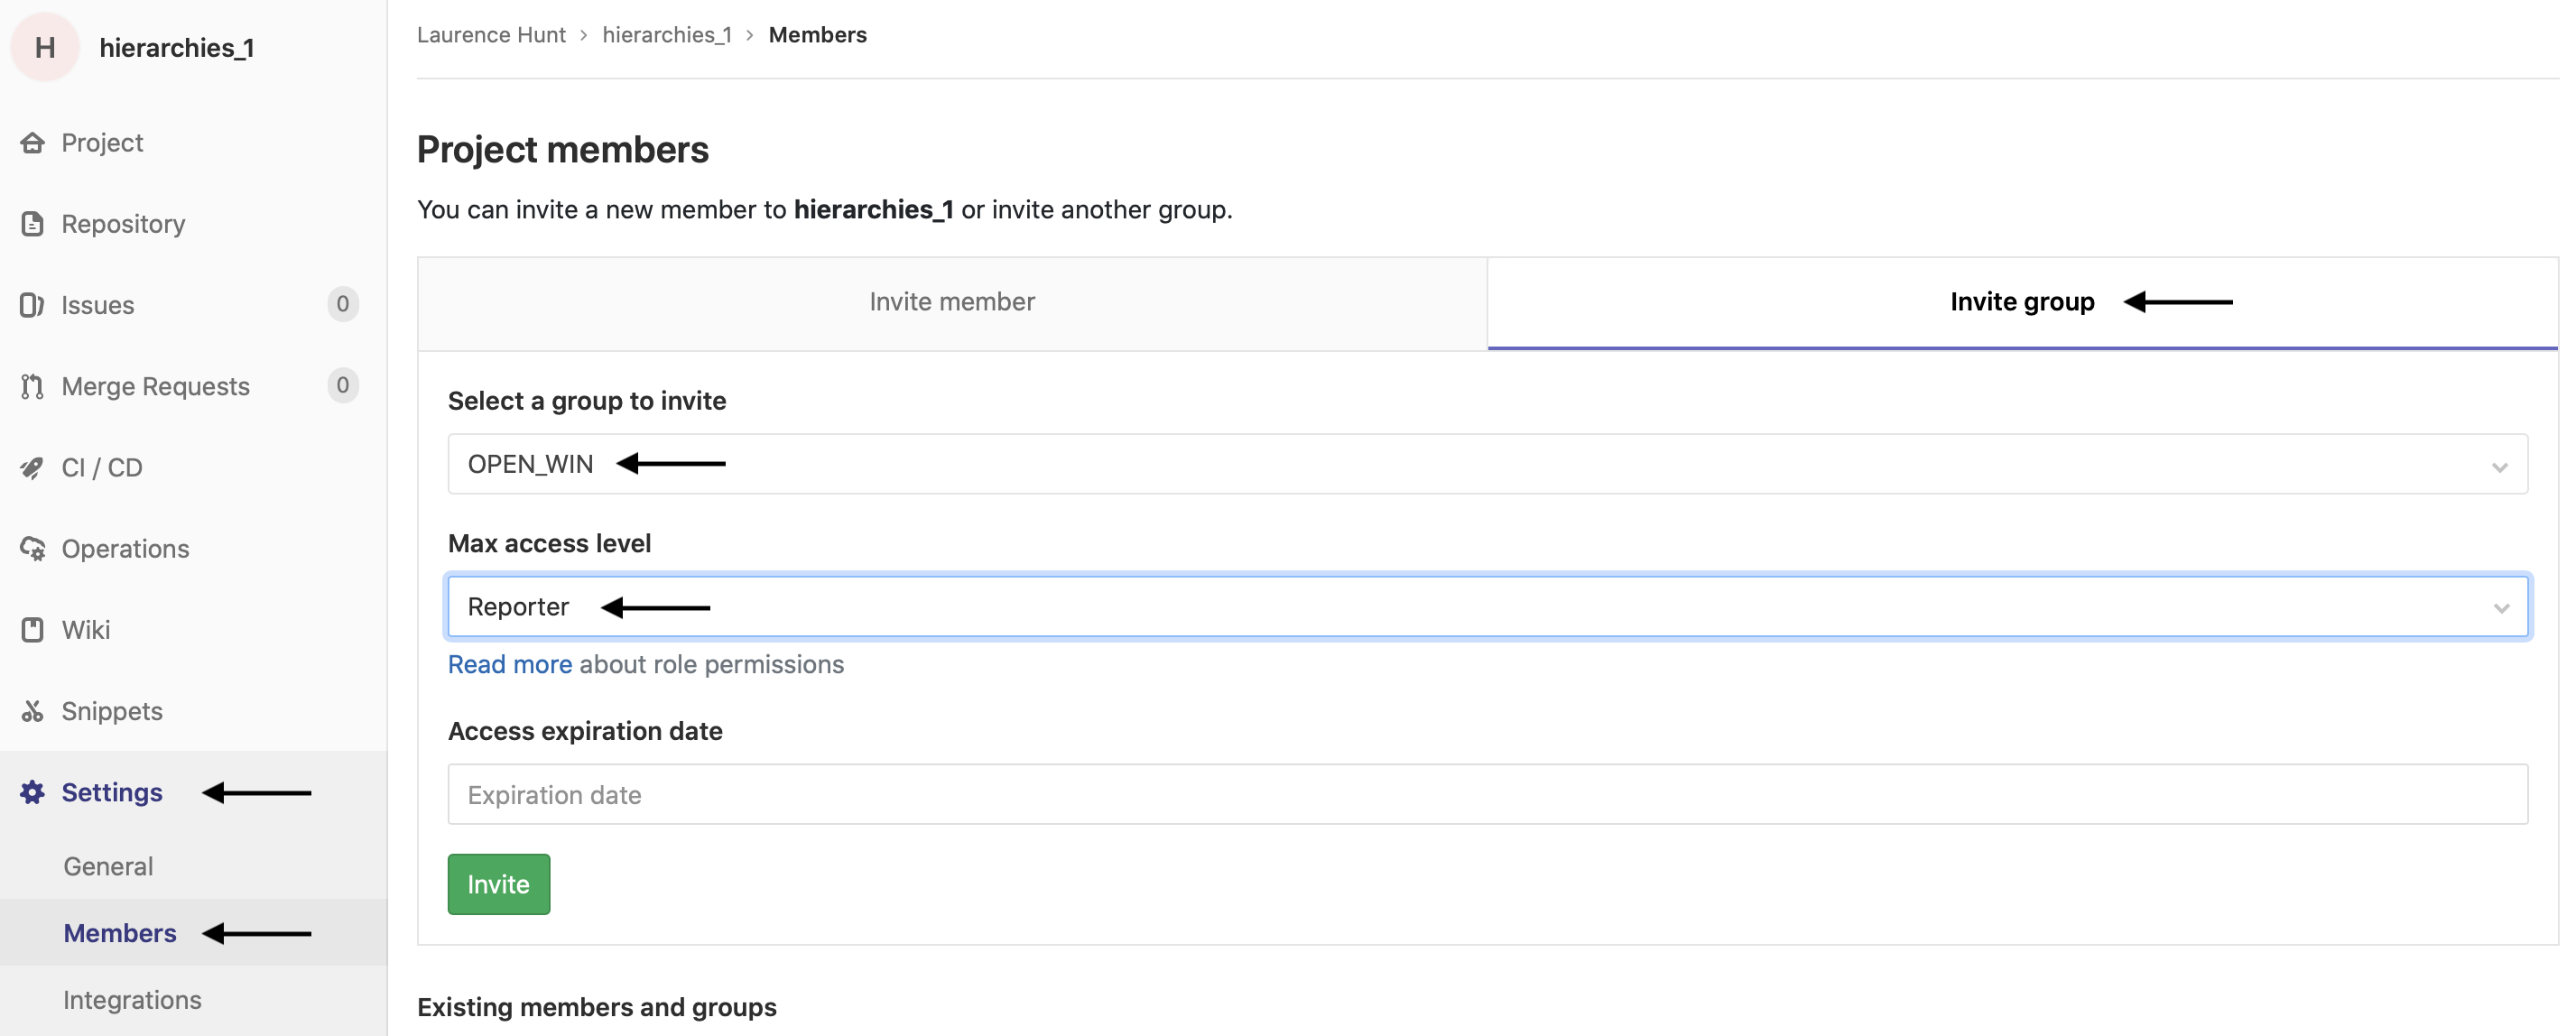 H hierarchies_1
Project
Repository
Issues 0
Merge Requests 0
CI / CD
Operations
Wiki
Snippets
Settings
General
Members
Integrations
Laurence Hunt › hierarchies_1 › Members
Project members
You can invite a new member to hierarchies_1 or invite another group.
Invite member
Invite group
Select a group to invite
OPEN_WIN
Max access level
Reporter
Read more about role permissions
Access expiration date
Expiration date
Invite
Existing members and groups